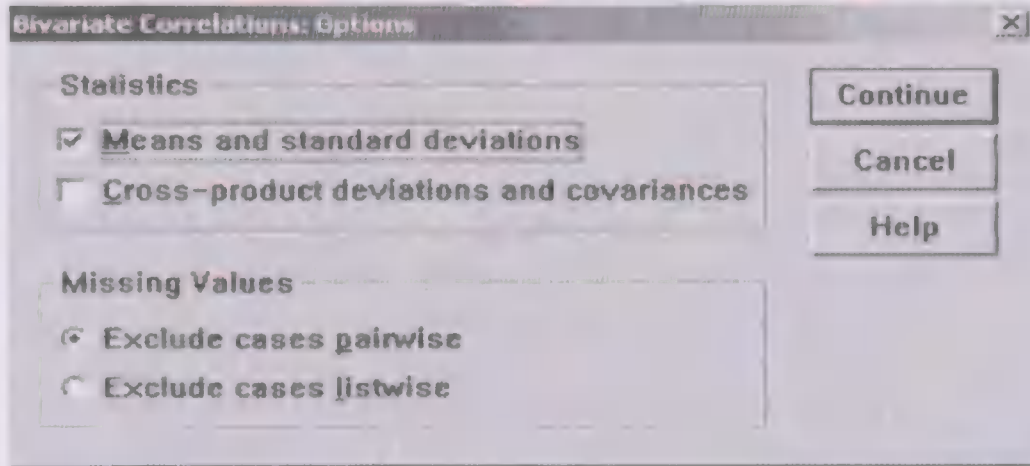 Bivariate Correlations: Options
Statistics
Means and standard deviations
Cross-product deviations and covariances
Missing Values
Exclude cases pairwise
Exclude cases listwise
Continue
Cancel
Help